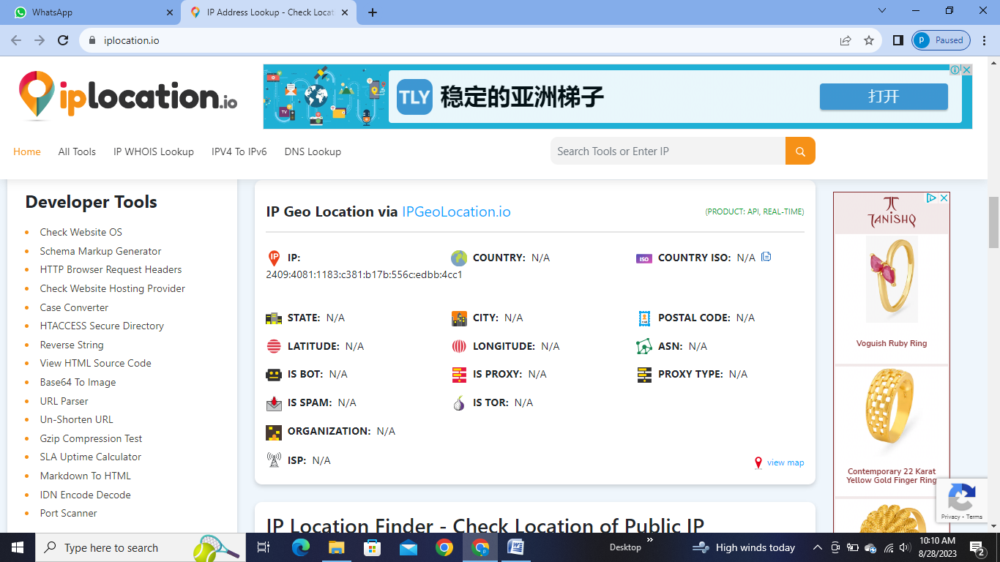 WhatsApp
IP Address Lookup - Check Locat
iplocation.io
p Paused
iplocation.io
TLY 稳定的亚洲梯子
打开
Home All Tools IP WHOIS Lookup IPV4 To IPv6 DNS Lookup
Search Tools or Enter IP
Developer Tools
Check Website OS
Schema Markup Generator
HTTP Browser Request Headers
Check Website Hosting Provider
Case Converter
HTACCESS Secure Directory
Reverse String
View HTML Source Code
Base64 To Image
URL Parser
Un-Shorten URL
Gzip Compression Test
SLA Uptime Calculator
Markdown To HTML
IDN Encode Decode
Port Scanner
IP Geo Location via IPGeoLocation.io
(PRODUCT: API, REAL-TIME)
IP:
2409:4081:1183:c381:b17b:556c:edbb:4cc1
COUNTRY: N/A
ISO COUNTRY ISO: N/A
STATE: N/A
CITY: N/A
POSTAL CODE: N/A
LATITUDE: N/A
LONGITUDE: N/A
ASN: N/A
IS BOT: N/A
IS PROXY: N/A
PROXY TYPE: N/A
IS SPAM: N/A
IS TOR: N/A
ORGANIZATION: N/A
ISP: N/A
view map
IP Location Finder - Check Location of Public IP
TANISHQ
Voguish Ruby Ring
Contemporary 22 Karat
Yellow Gold Finger Ring
Privacy - Terms
Type here to search
Desktop
High winds today
10:10 AM
8/28/2023
2